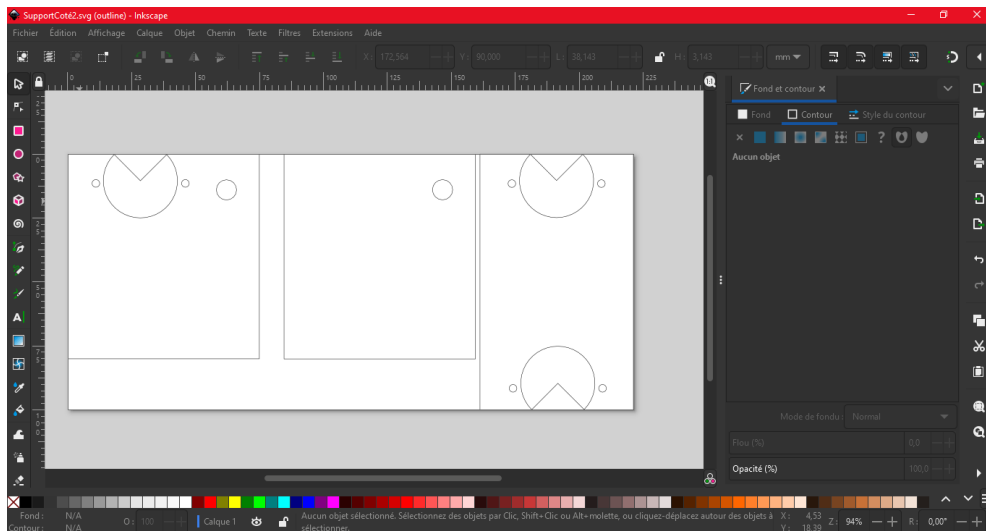 SupportCoté2.svg (outline) - Inkscape
Fichier Édition Affichage Calque Objet Chemin Texte Filtres Extensions Aide
X: 172,564 Y: 90,000 L: 38,143 H: 3,143 mm
0 25 50 75 100 125 150 175 200 225
Fond et contour
Fond Contour Style du contour
Aucun objet
Mode de fondu: Normal
Flou (%) 0,0
Opacité (%) 100,0
Fond: N/A
Contour: N/A
O: 100
Calque 1
Aucun objet sélectionné. Sélectionnez des objets par Clic, Shift+Clic ou Alt+molette, ou cliquez-déplacez autour des objets à
sélectionner.
X: 4,53
Y: 18,39
Z: 94%
R: 0,00°